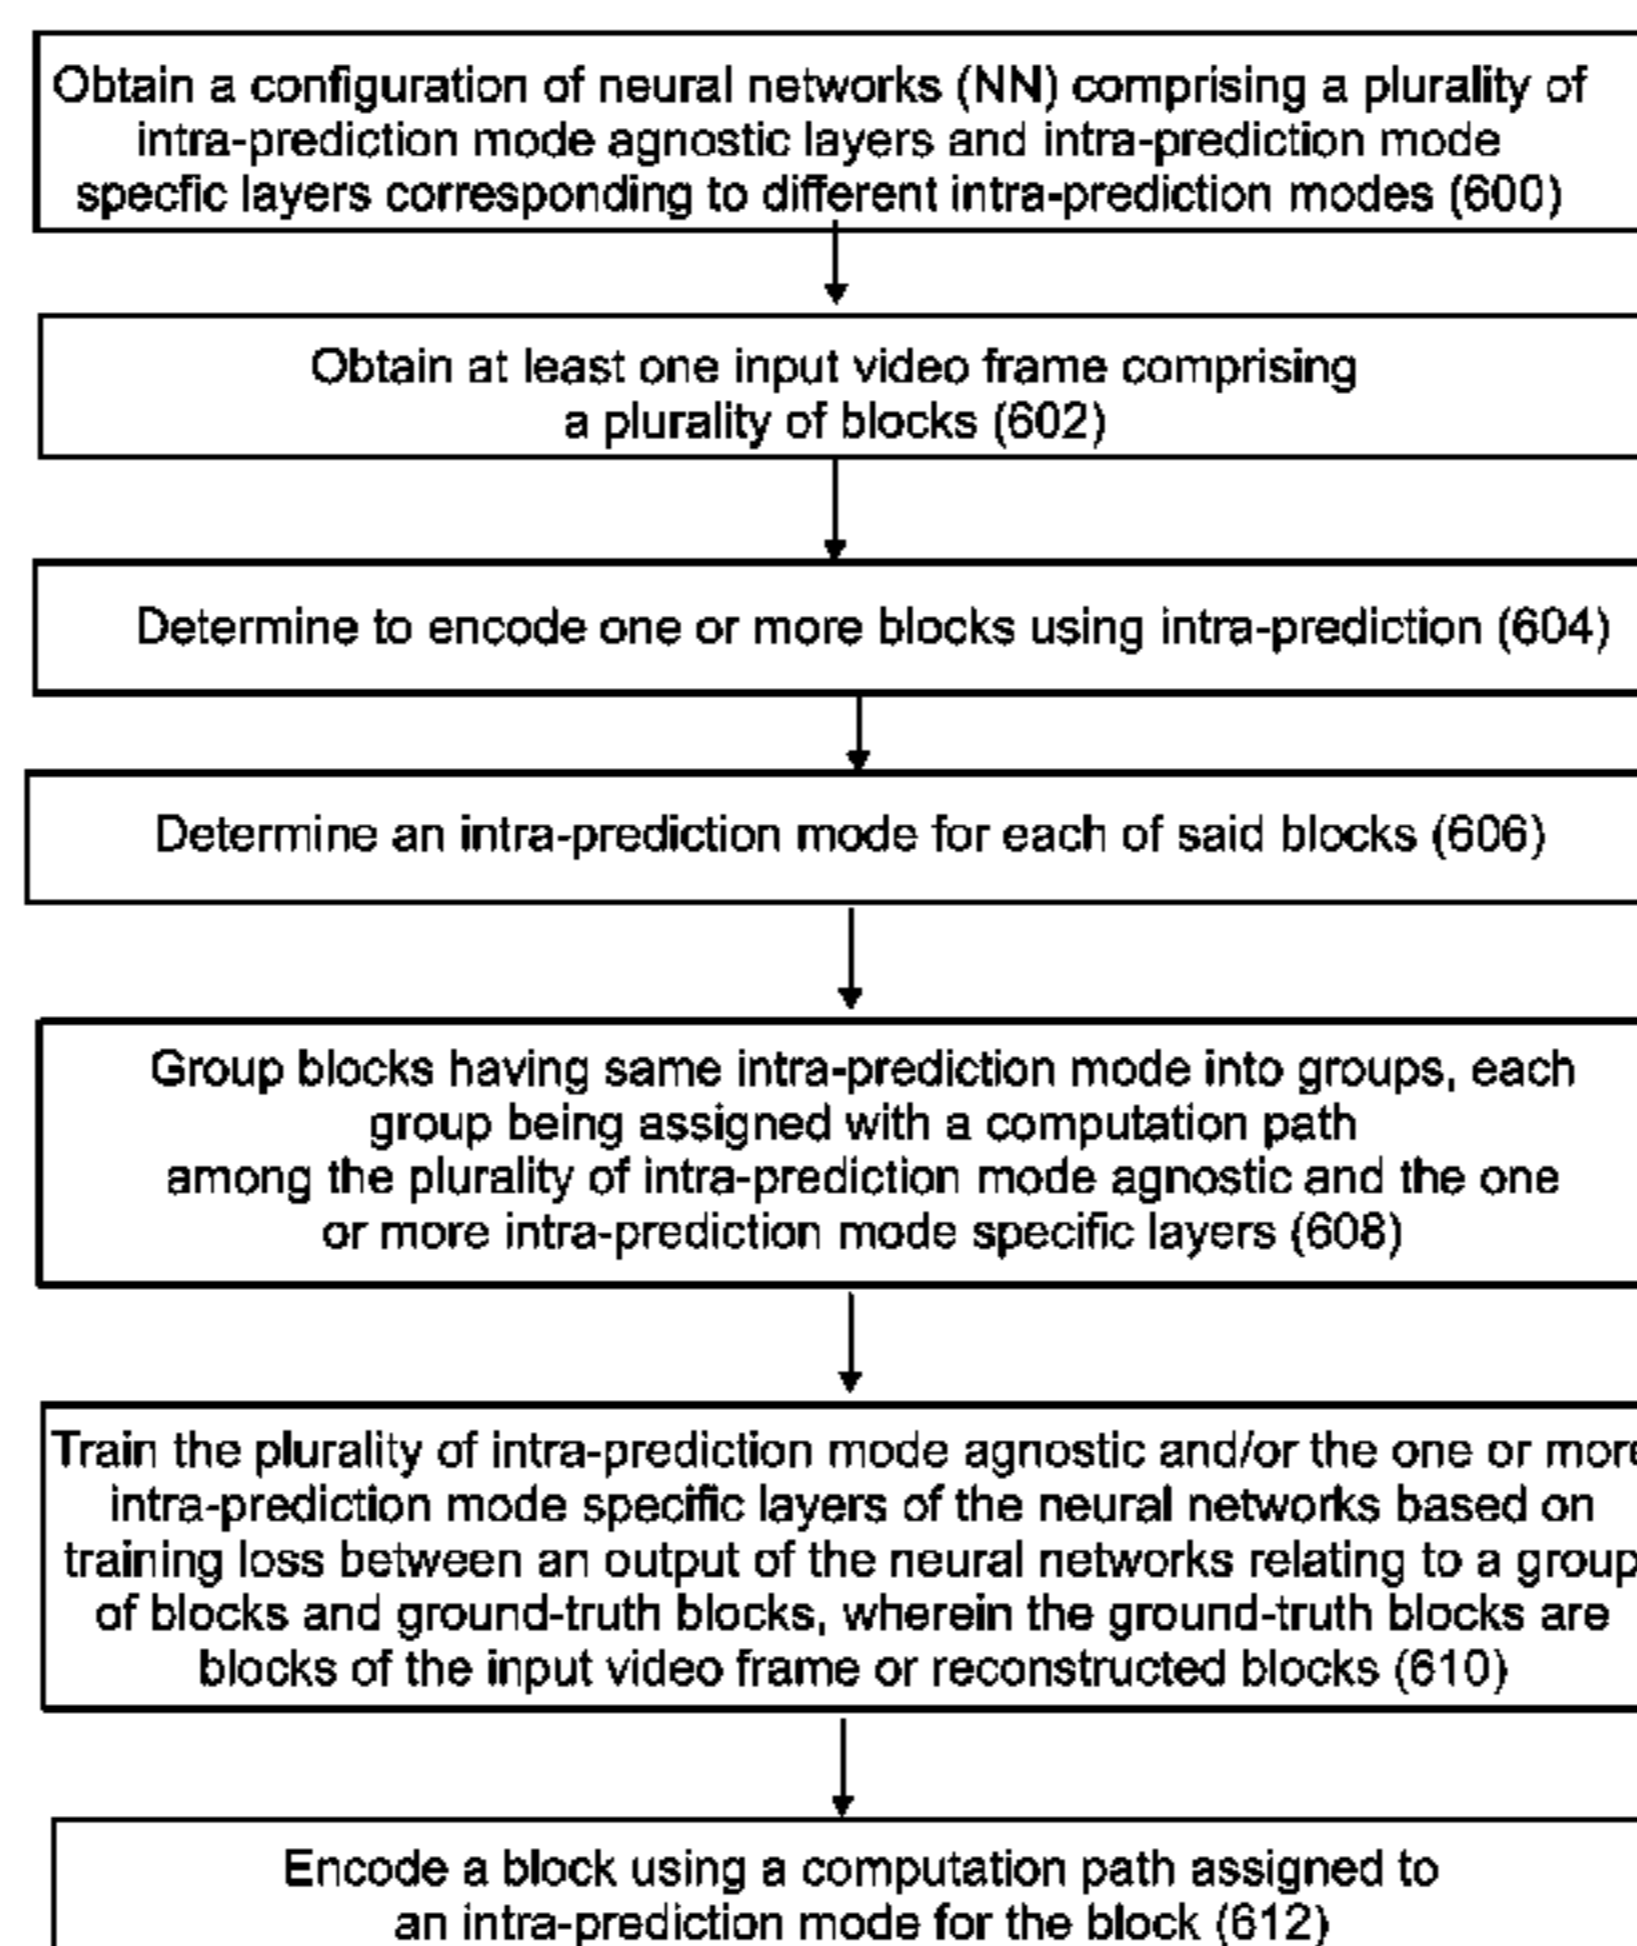 Obtain a configuration of neural networks (NN) comprising a plurality of
intra-prediction mode agnostic layers and intra-prediction mode
specfic layers corresponding to different intra-prediction modes (600)
Obtain at least one input video frame comprising
a plurality of blocks (602)
Determine to encode one or more blocks using intra-prediction (604)
Determine an intra-prediction mode for each of said blocks (606)
Group blocks having same intra-prediction mode into groups, each
group being assigned with a computation path
among the plurality of intra-prediction mode agnostic and the one
or more intra-prediction mode specific layers (608)
Train the plurality of intra-prediction mode agnostic and/or the one or more
intra-prediction mode specific layers of the neural networks based on
training loss between an output of the neural networks relating to a group
of blocks and ground-truth blocks, wherein the ground-truth blocks are
blocks of the input video frame or reconstructed blocks (610)
Encode a block using a computation path assigned to
an intra-prediction mode for the block (612)